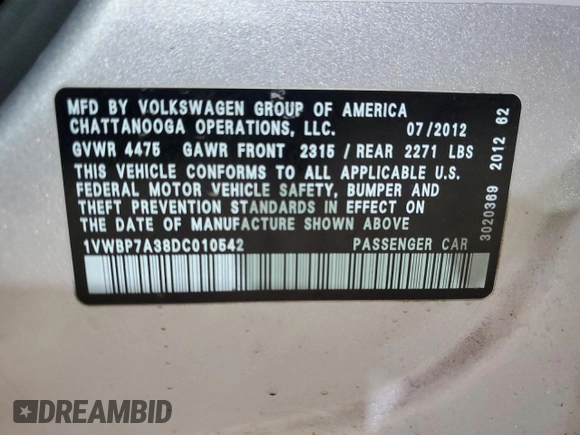 MFD BY VOLKSWAGEN GROUP OF AMERICA
CHATTANOOGA OPERATIONS, LLC. 07/2012
GVWR 4475 GAWR FRONT 2315 / REAR 2271 LBS
THIS VEHICLE CONFORMS TO ALL APPLICABLE U.S.
FEDERAL MOTOR VEHICLE SAFETY, BUMPER AND
THEFT PREVENTION STANDARDS IN EFFECT ON
THE DATE OF MANUFACTURE SHOWN ABOVE
1VWBP7A38DC010542 PASSENGER CAR
3020369 2012 62
DREAMBID